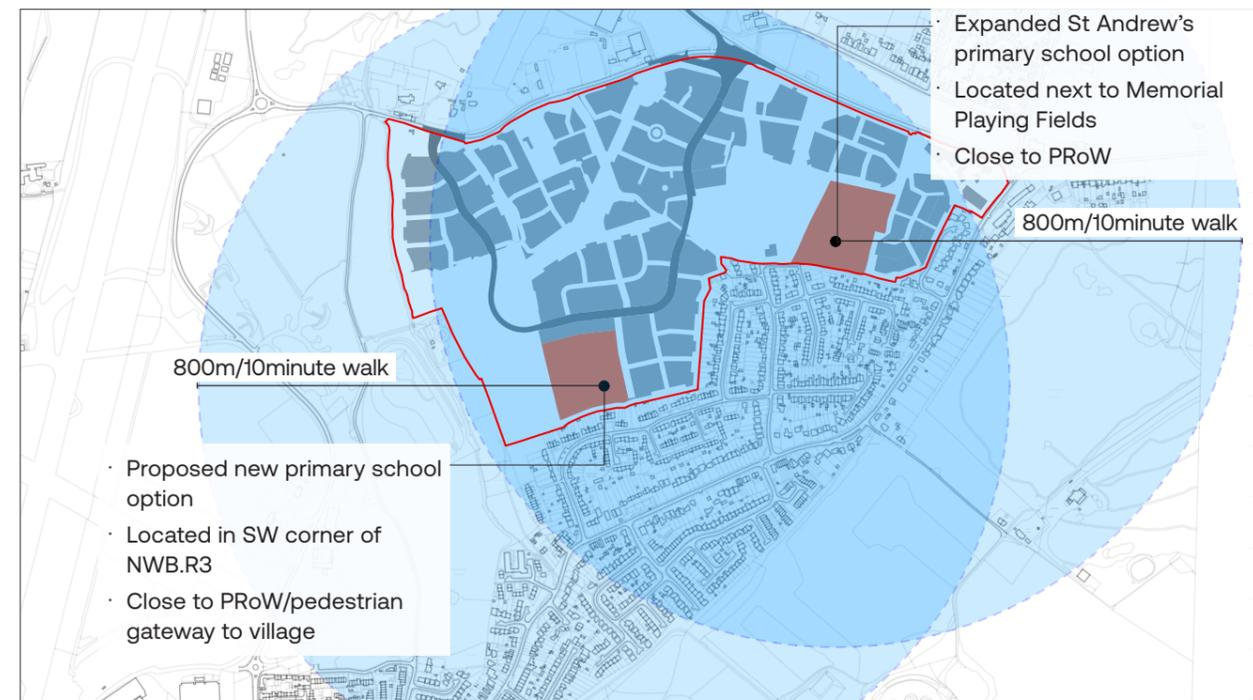 · Expanded St Andrew’s
primary school option
· Located next to Memorial
Playing Fields
· Close to PRoW
800m/10minute walk
800m/10minute walk
· Proposed new primary school
option
· Located in SW corner of
NWB.R3
· Close to PRoW/pedestrian
gateway to village